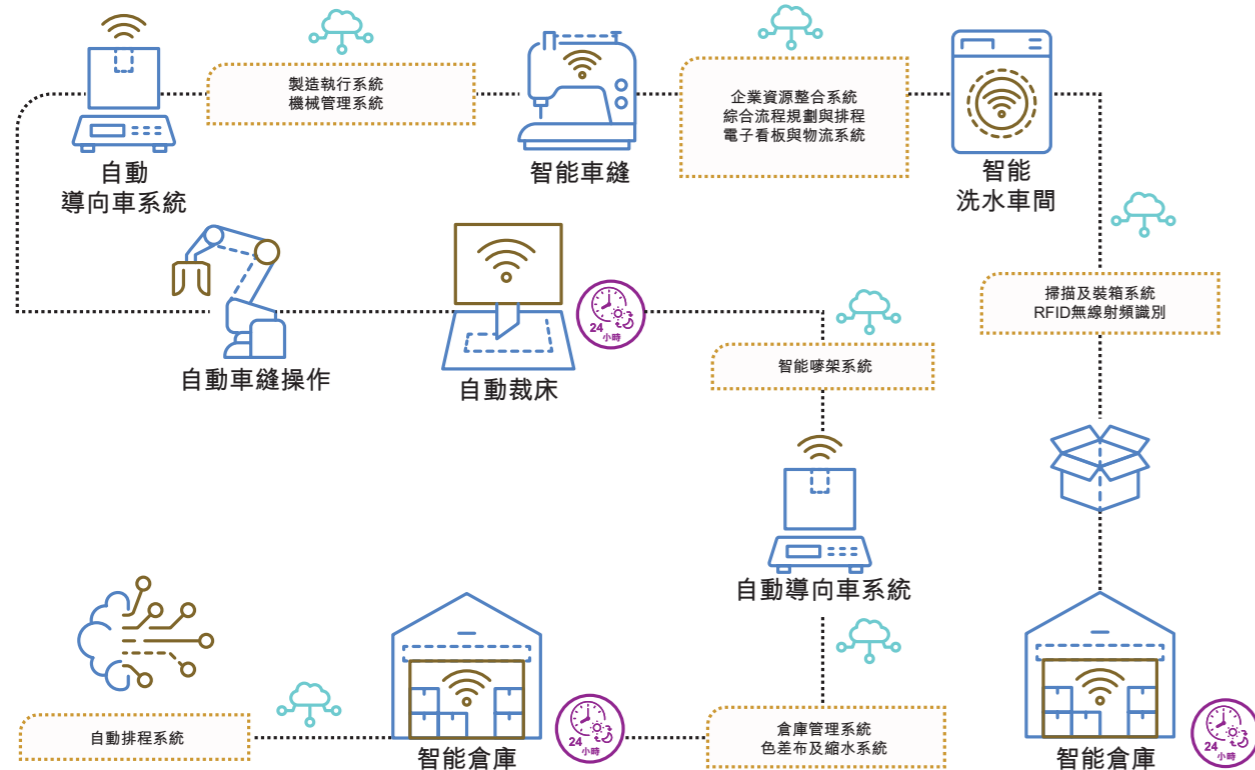 製造執行系統
機械管理系統
企業資源整合系統
綜合流程規劃與排程
電子看板與物流系統
自動
導向車系統
智能車縫
智能
洗水車間
掃描及裝箱系統
RFID無線射頻識別
24
小時
智能嘜架系統
自動車縫操作
自動裁床
自動導向車系統
自動排程系統
智能倉庫
24
小時
倉庫管理系統
色差布及縮水系統
智能倉庫
24
小時